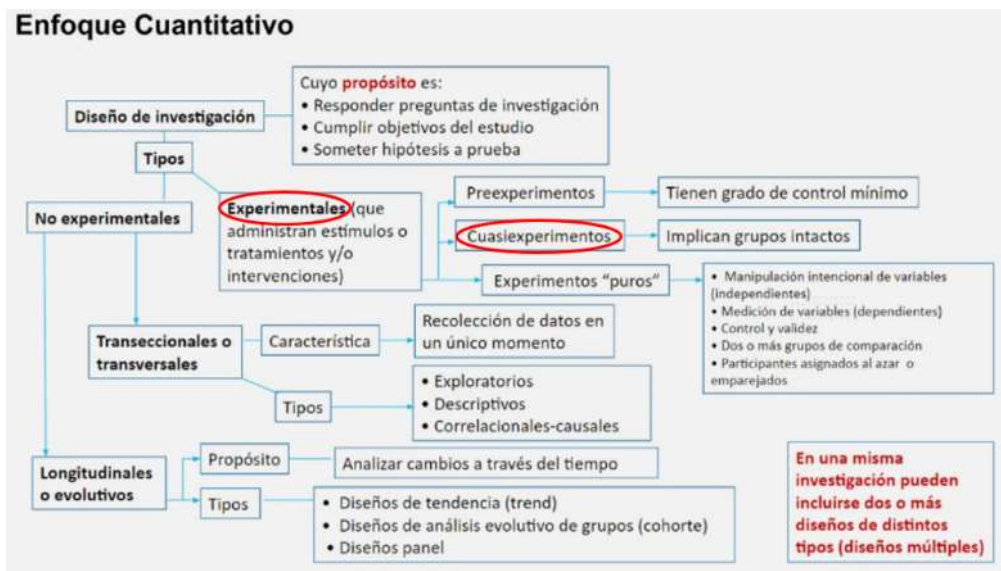 Enfoque Cuantitativo
Cuyo propósito es:
• Responder preguntas de investigación
• Cumplir objetivos del estudio
• Someter hipótesis a prueba
Diseño de investigación
Tipos
No experimentales
Experimentales (que
administran estímulos o
tratamientos y/o
intervenciones)
Preexperimentos
Tienen grado de control mínimo
Cuasiexperimentos
Implican grupos intactos
Experimentos "puros"
• Manipulación intencional de variables
(independientes)
• Medición de variables (dependientes)
• Control y validez
• Dos o más grupos de comparación
• Participantes asignados al azar o
emparejados
Transeccionales o
transversales
Característica
Recolección de datos en
un único momento
Tipos
• Exploratorios
• Descriptivos
• Correlacionales-causales
Longitudinales
o evolutivos
Propósito
Analizar cambios a través del tiempo
Tipos
• Diseños de tendencia (trend)
• Diseños de análisis evolutivo de grupos (cohorte)
• Diseños panel
En una misma
investigación pueden
incluirse dos o más
diseños de distintos
tipos (diseños múltiples)